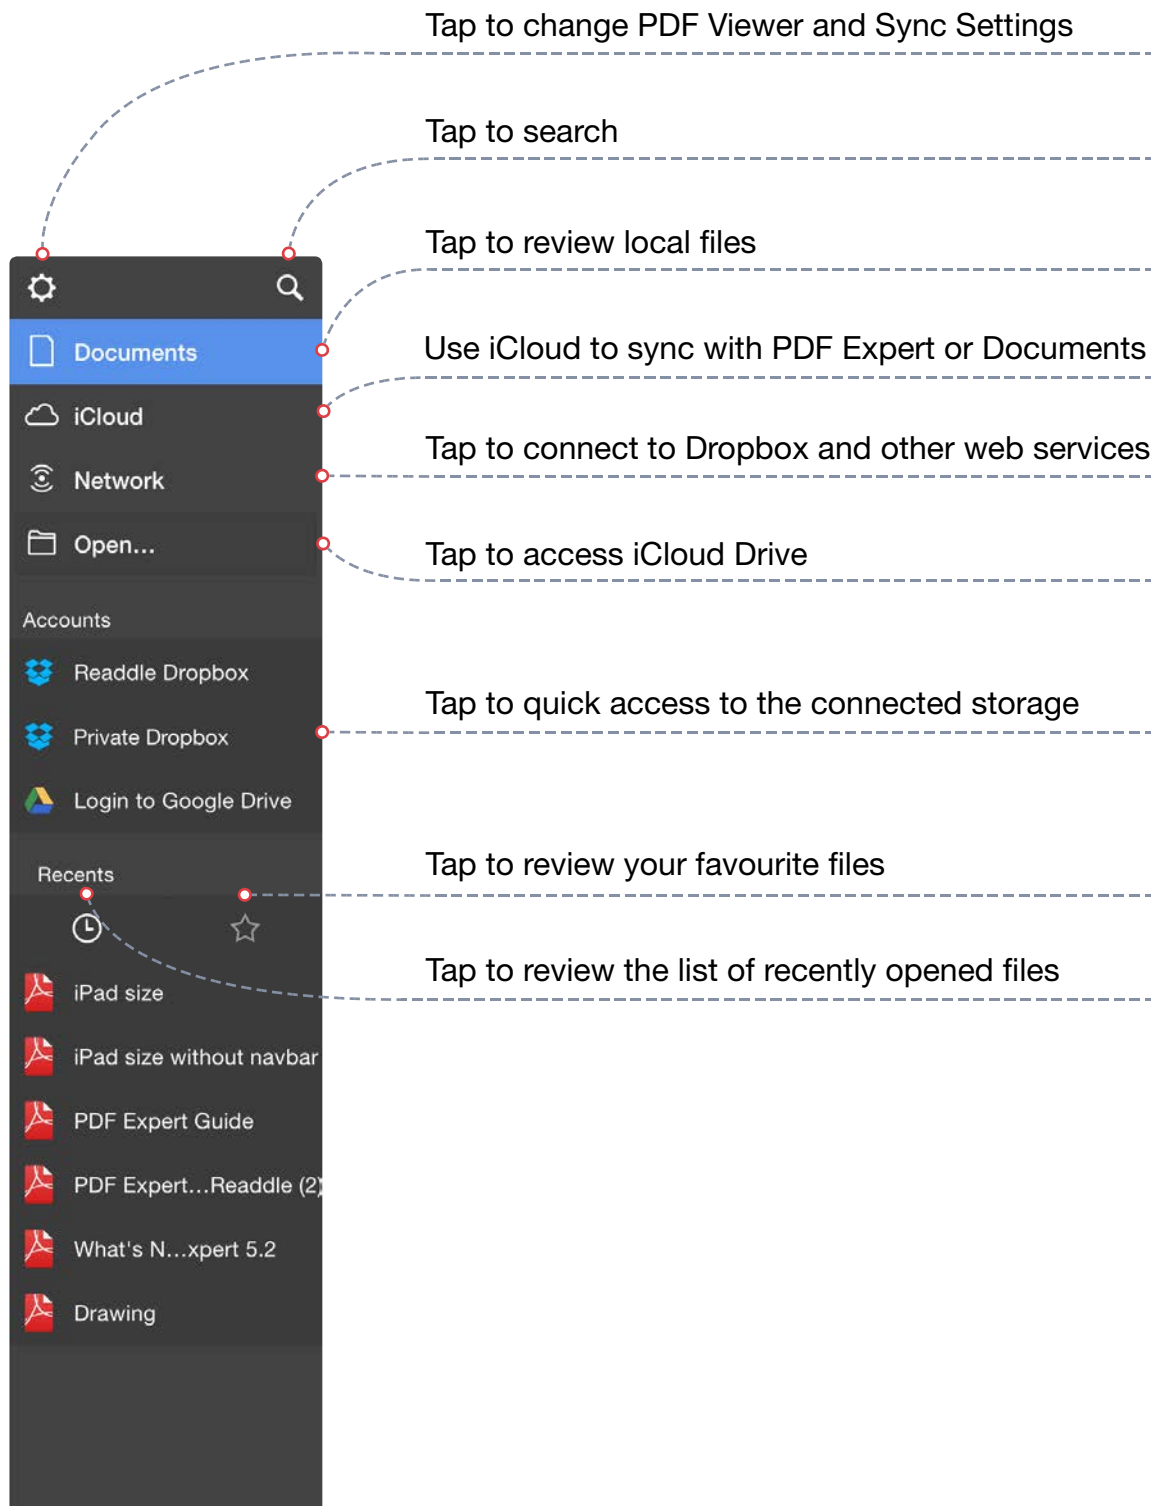 Tap to change PDF Viewer and Sync Settings
Tap to search
Tap to review local files
Documents
Use iCloud to sync with PDF Expert or Documents
iCloud
Tap to connect to Dropbox and other web services
Network
Open...
Tap to access iCloud Drive
Accounts
Readdle Dropbox
Tap to quick access to the connected storage
Private Dropbox
Login to Google Drive
Tap to review your favourite files
Recents
Tap to review the list of recently opened files
iPad size
iPad size without navbar
PDF Expert Guide
PDF Expert...Readdle (2)
What's N...xpert 5.2
Drawing